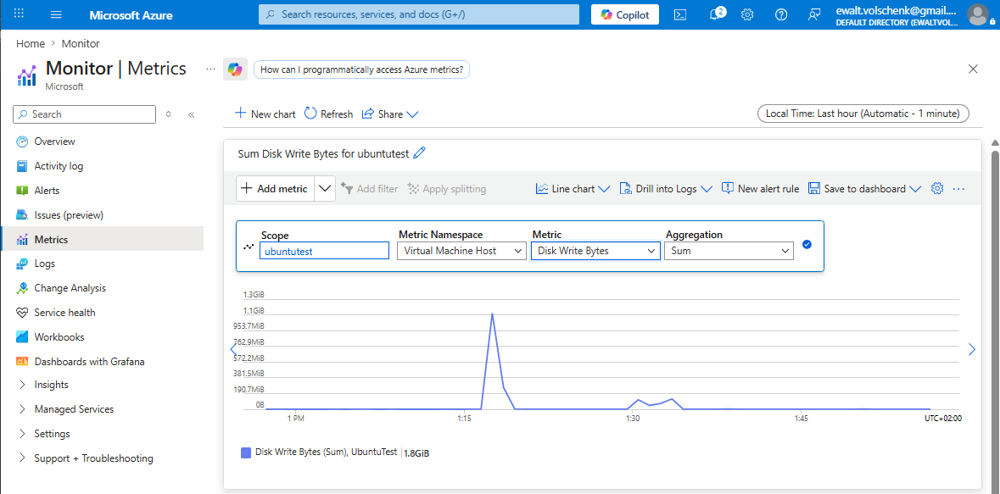 Microsoft Azure
Search resources, services, and docs (G+/)
Copilot
2
ewalt.volschenk@gmail....
DEFAULT DIRECTORY (EWALTVOL...
Home > Monitor
Monitor | Metrics
Microsoft
...
How can I programmatically access Azure metrics?
Search
Overview
Activity log
Alerts
Issues (preview)
Metrics
Logs
Change Analysis
Service health
Workbooks
Dashboards with Grafana
Insights
Managed Services
Settings
Support + Troubleshooting
New chart Refresh Share
Local Time: Last hour (Automatic - 1 minute)
Sum Disk Write Bytes for ubuntutest
Add metric Add filter Apply splitting Line chart Drill into Logs New alert rule Save to dashboard ...
Scope Metric Namespace Metric Aggregation
ubuntutest Virtual Machine Host Disk Write Bytes Sum
1.3GiB
1.1GiB
953.7MiB
762.9MiB
572.2MiB
381.5MiB
190.7MiB
0B
1 PM 1:15 1:30 1:45 UTC+02:00
Disk Write Bytes (Sum), UbuntuTest | 1.8GiB